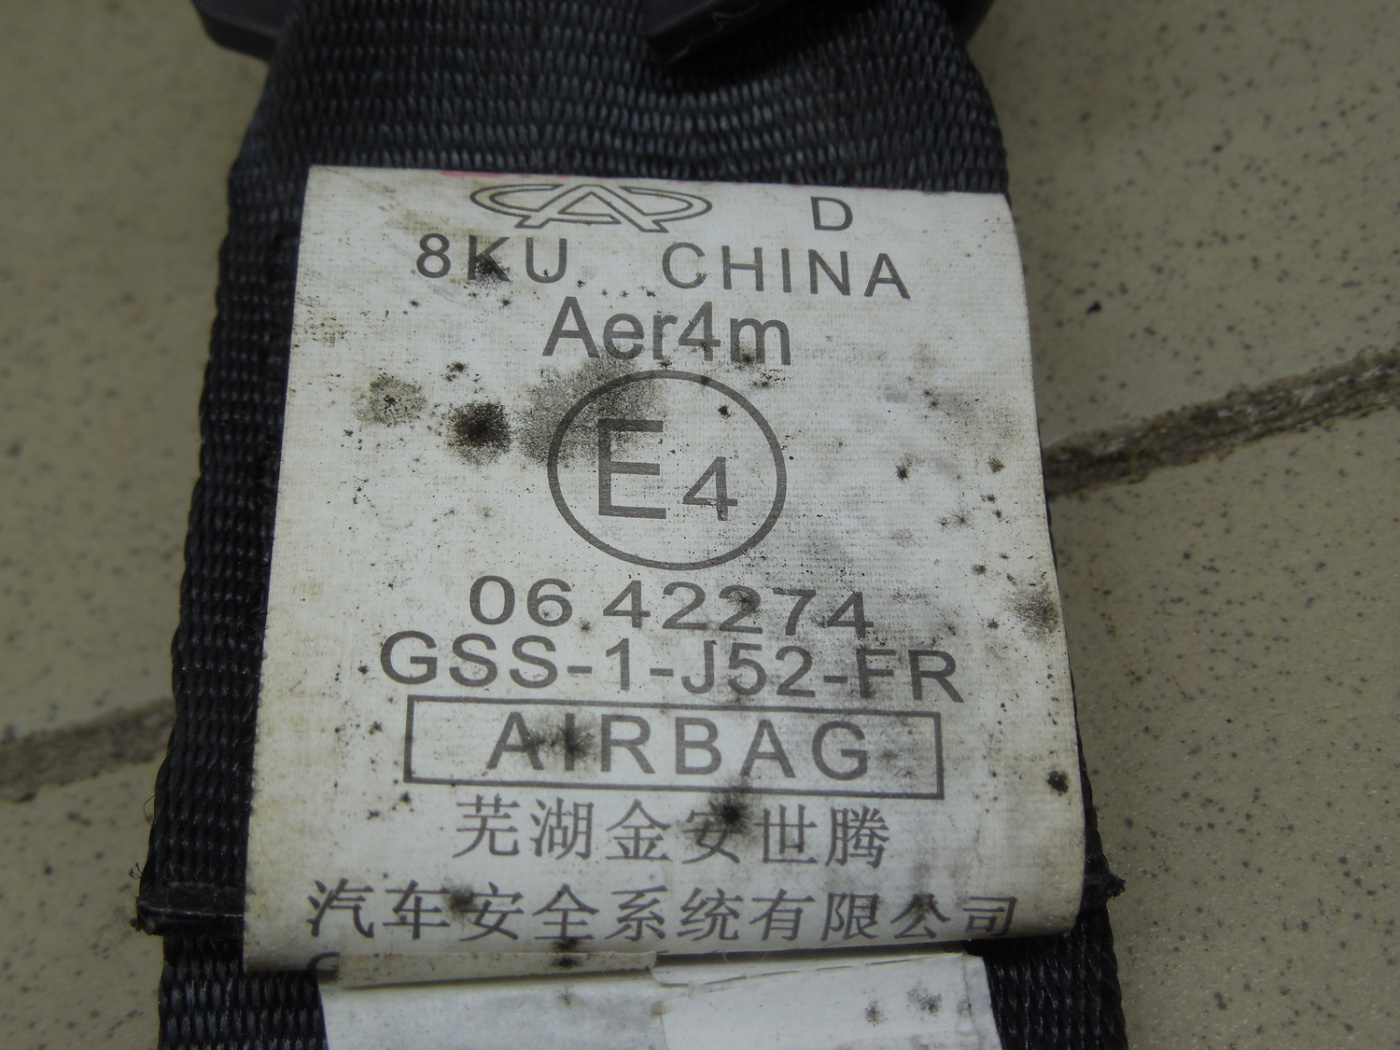 D
8KU CHINA
Aer4m
E4
06 42274
GSS-1-J52-FR
AIRBAG
芜湖金安世腾
汽车安全系统有限公司